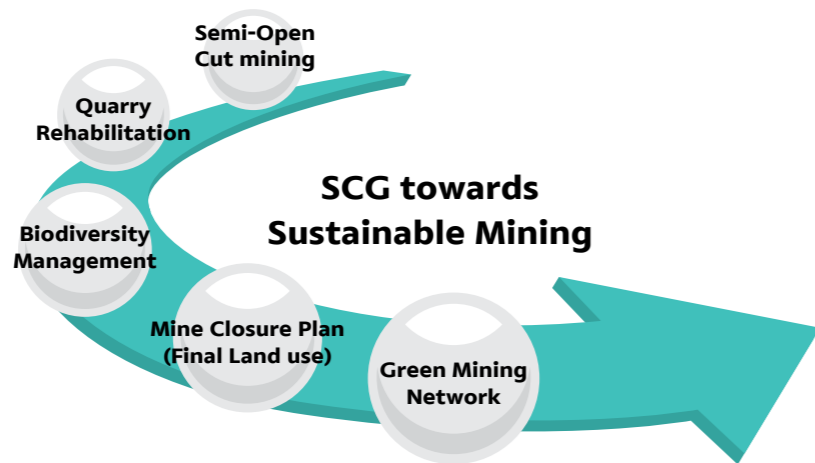 Semi-Open
Cut mining
Quarry
Rehabilitation
SCG towards
Sustainable Mining
Biodiversity
Management
Mine Closure Plan
(Final Land use)
Green Mining
Network